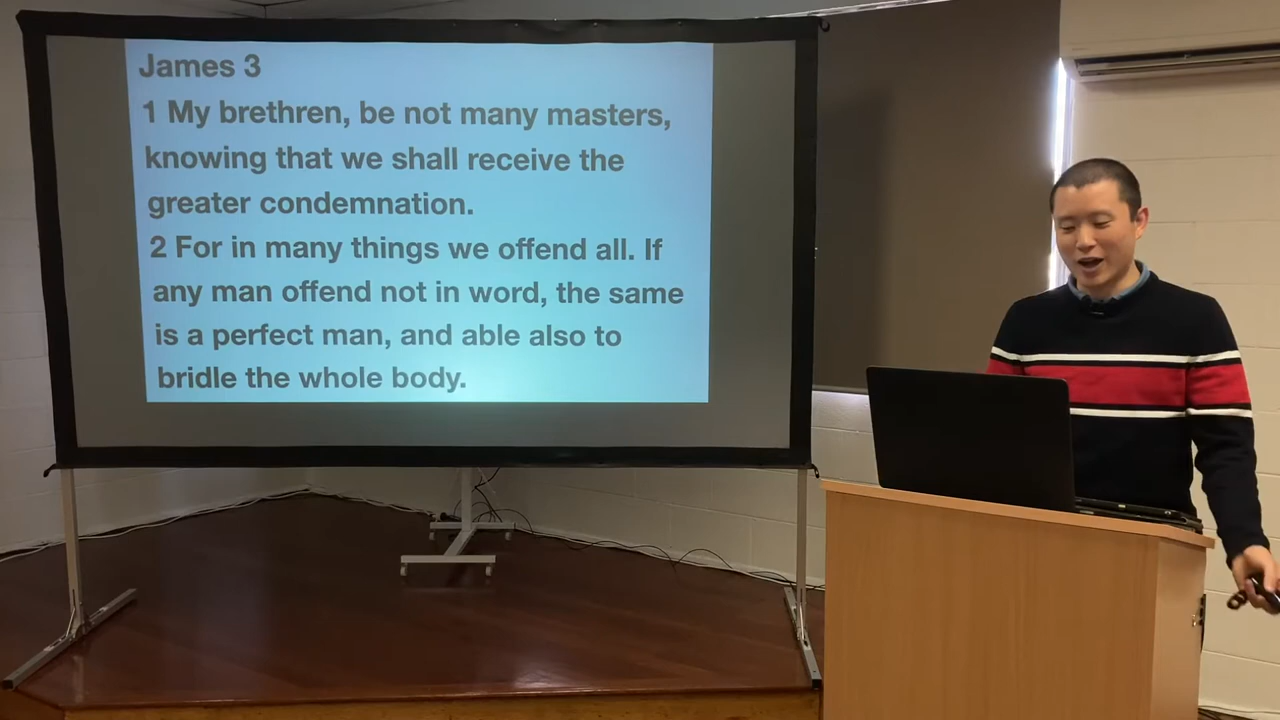 James 3
1 My brethren, be not many masters,
knowing that we shall receive the
greater condemnation.
2 For in many things we offend all. If
any man offend not in word, the same
is a perfect man, and able also to
bridle the whole body.